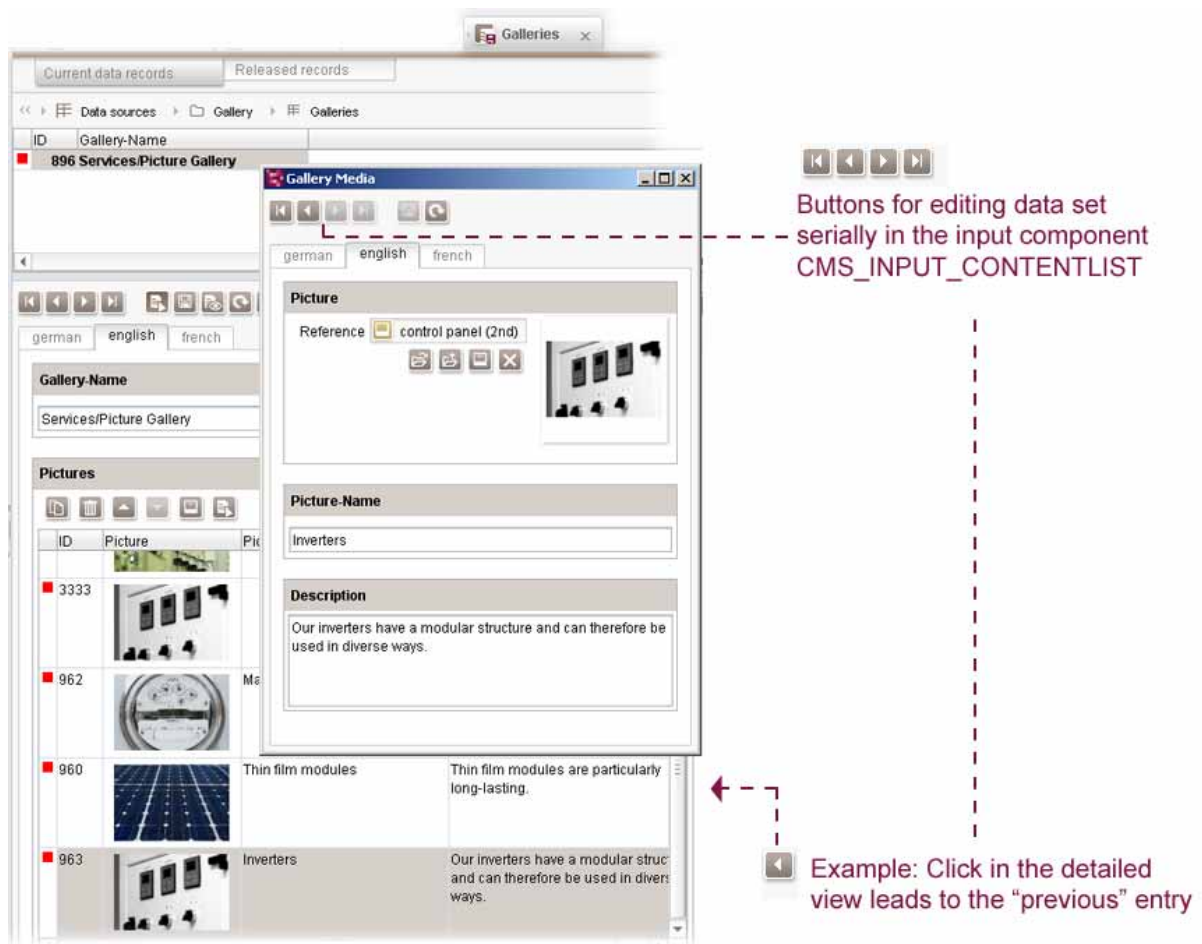 Galleries
Current data records
Released records
Data sources
Gallery
Galleries
ID Gallery-Name
896 Services/Picture Gallery
Gallery Media
german english french
Picture
Reference control panel (2nd)
Picture-Name
Inverters
Description
Our inverters have a modular structure and can therefore be
used in diverse ways.
german english french
Gallery-Name
Services/Picture Gallery
Pictures
ID Picture
3333
962
960 Thin film modules Thin film modules are particularly
long-lasting.
963 Inverters Our inverters have a modular
and can therefore be used in
ways.
Buttons for editing data set
serially in the input component
CMS_INPUT_CONTENTLIST
Example: Click in the detailed
view leads to the “previous” entry